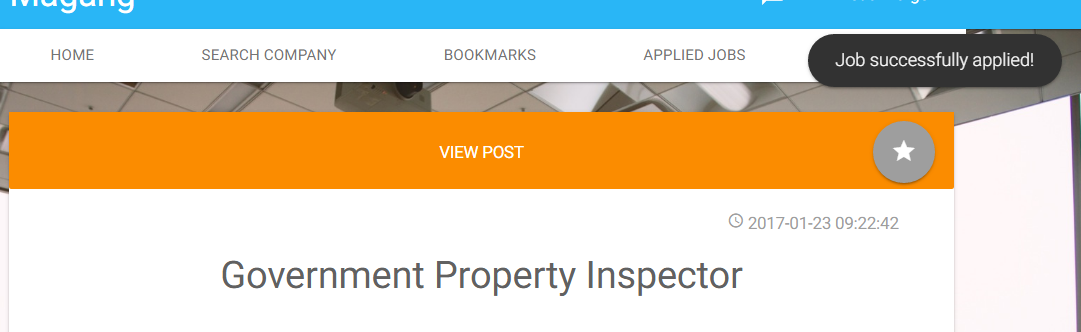 Magang
HOME SEARCH COMPANY BOOKMARKS APPLIED JOBS
Job successfully applied!
VIEW POST
2017-01-23 09:22:42
Government Property Inspector